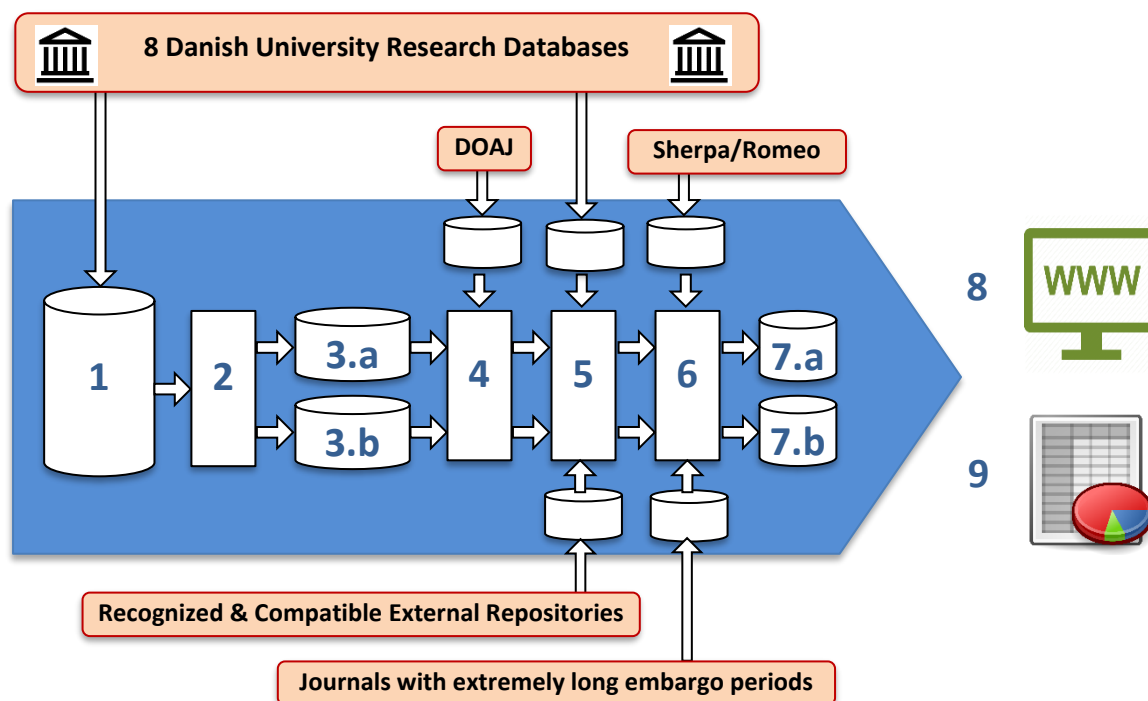 8 Danish University Research Databases
DOAJ
Sherpa/Romeo
1
2
3.a
3.b
4
5
6
7.a
7.b
8
WWW
9
Recognized & Compatible External Repositories
Journals with extremely long embargo periods